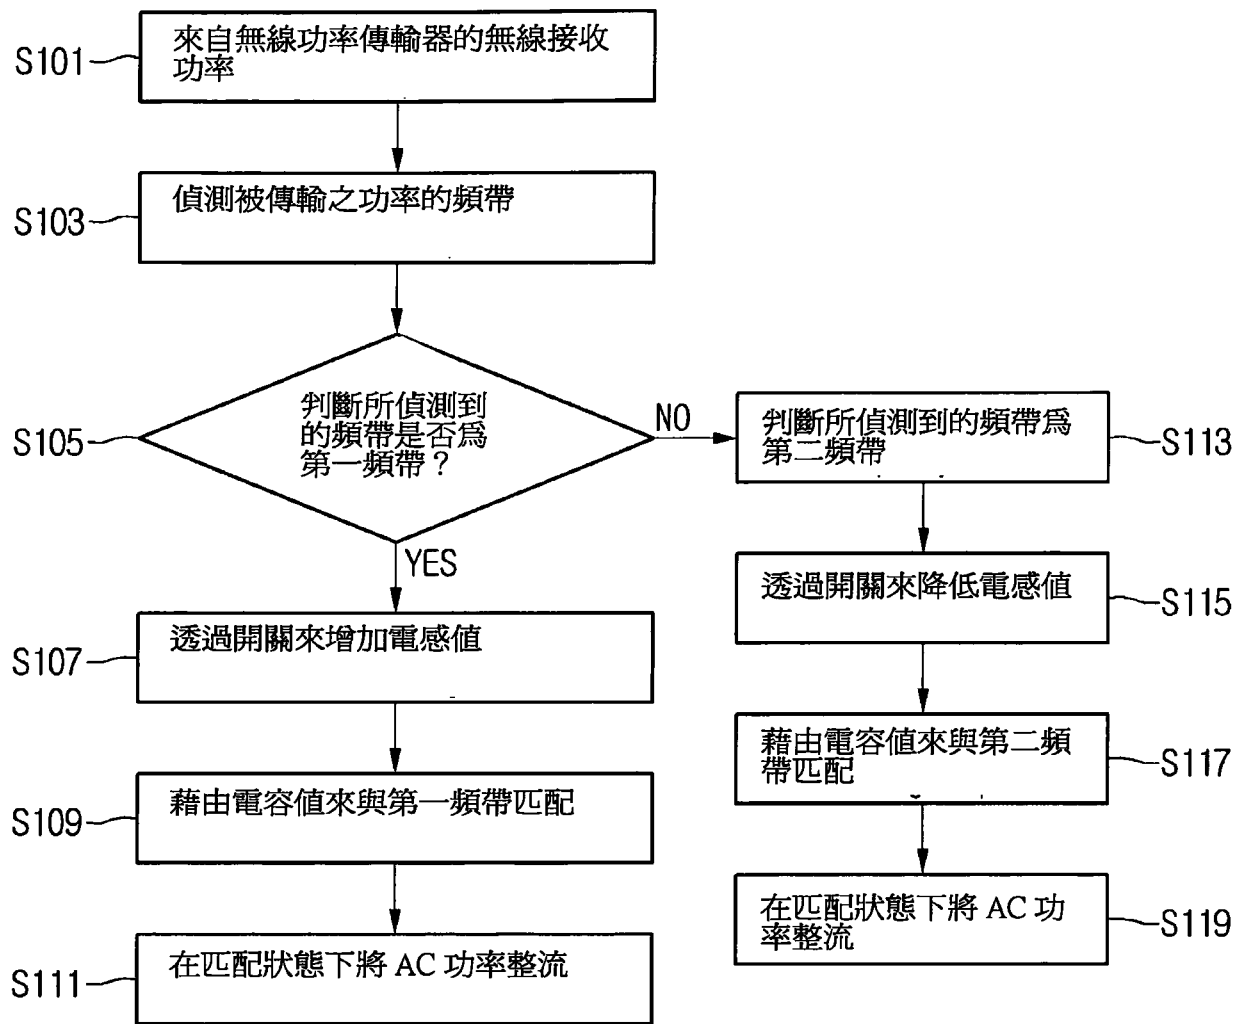 S101
來自無線功率傳輸器的無線接收
功率
S103
偵測被傳輸之功率的頻帶
S105
判斷所偵測到
的頻帶是否爲
第一頻帶？
NO
YES
S107
透過開關來增加電感值
S109
藉由電容值來與第一頻帶匹配
S111
在匹配狀態下將 AC 功率整流
判斷所偵測到的頻帶爲
第二頻帶
S113
透過開關來降低電感值
S115
藉由電容值來與第二頻
帶匹配
S117
在匹配狀態下將 AC 功
率整流
S119